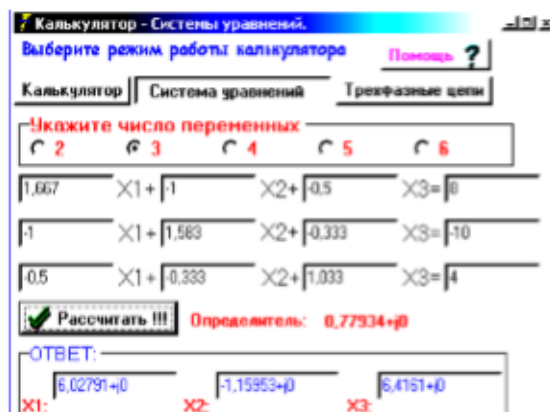 Калькулятор - Системы уравнений.
Выберите режим работы калькулятора Помощь ?
Калькулятор Система уравнений Трехфазные цепи
Укажите число переменных
2 3 4 5 6
1,667 X1+ -1 X2+ -0,5 X3= 8
-1 X1+ 1,583 X2+ -0,333 X3= -10
-0,5 X1+ -0,333 X2+ 1,033 X3= 4
Рассчитать !!! Определитель: 0,77934+j0
ОТВЕТ:
X1: 6,02791+j0 X2: -1,15953+j0 X3: 6,4161+j0